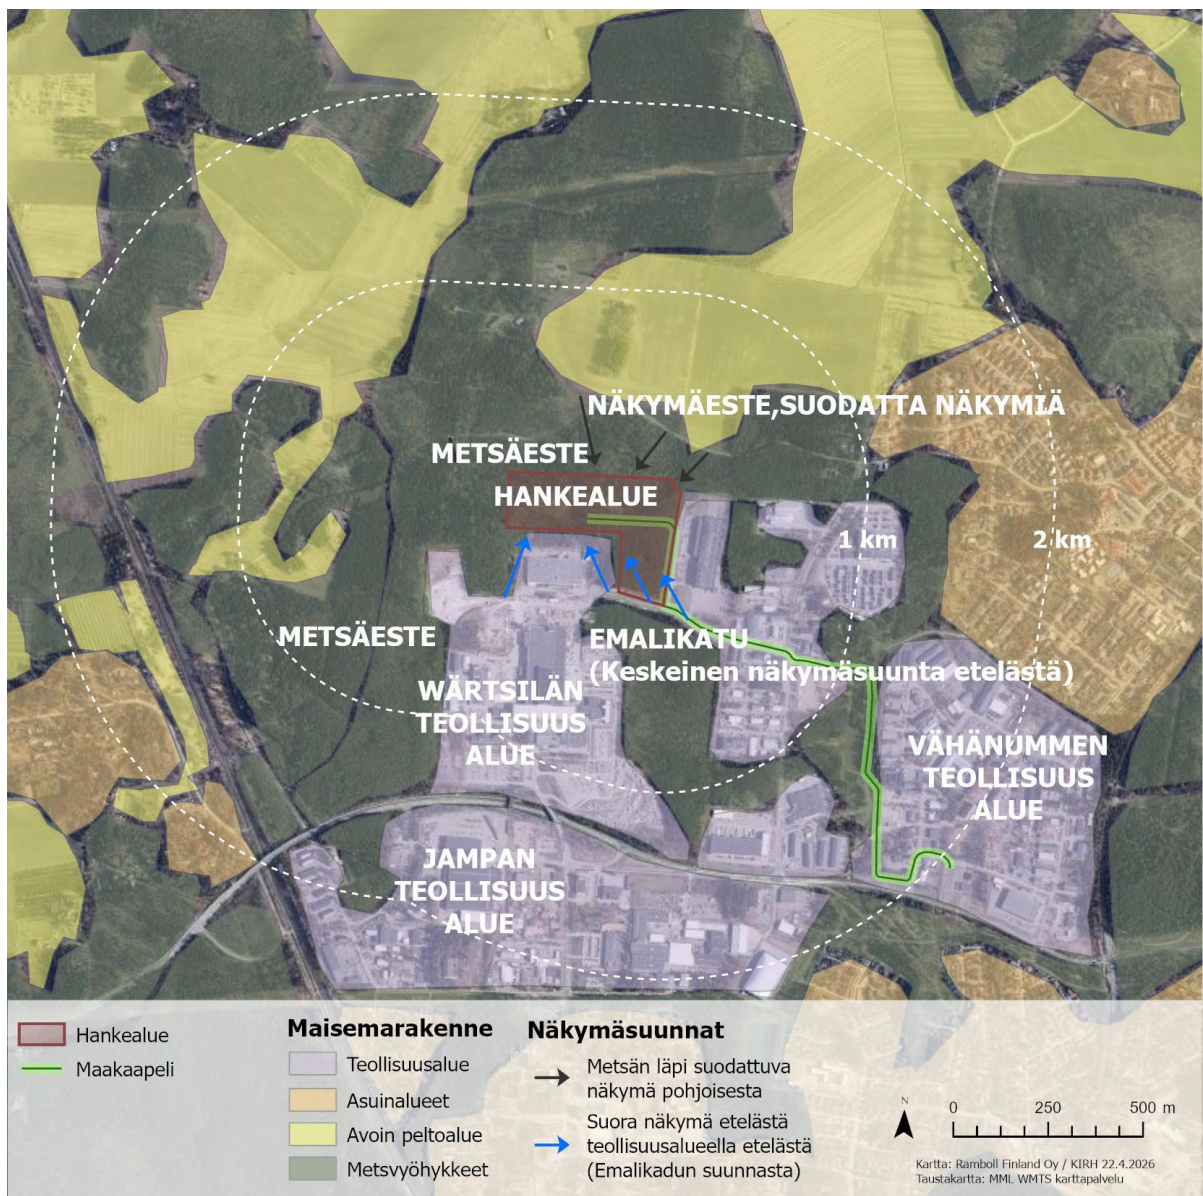 NÄKYMÄESTE,SUODATTA NÄKYMIÄ
METSÄESTE
HANKEALUE
1 km
2 km
METSÄESTE
EMALIKATU
(Keskeinen näkymäsuunta etelästä)
WÄRTSILÄN
TEOLLISUUS
ALUE
VÄHÄNUMMEN
TEOLLISUUS
ALUE
JAMPAN
TEOLLISUUS
ALUE
Hankealue
Maakaapeli
Maisemarakenne
Teollisuusalue
Asuinalueet
Avoin peltoalue
Metsvyöhykkeet
Näkymäsuunnat
Metsän läpi suodattuva
näkymä pohjoisesta
Suora näkymä etelästä
teollisuusalueella etelästä
(Emalikadun suunnasta)
N
0 250 500 m
Kartta: Ramboll Finland Oy / KIRH 22.4.2026
Taustakartta: MML WMTS karttapalvelu